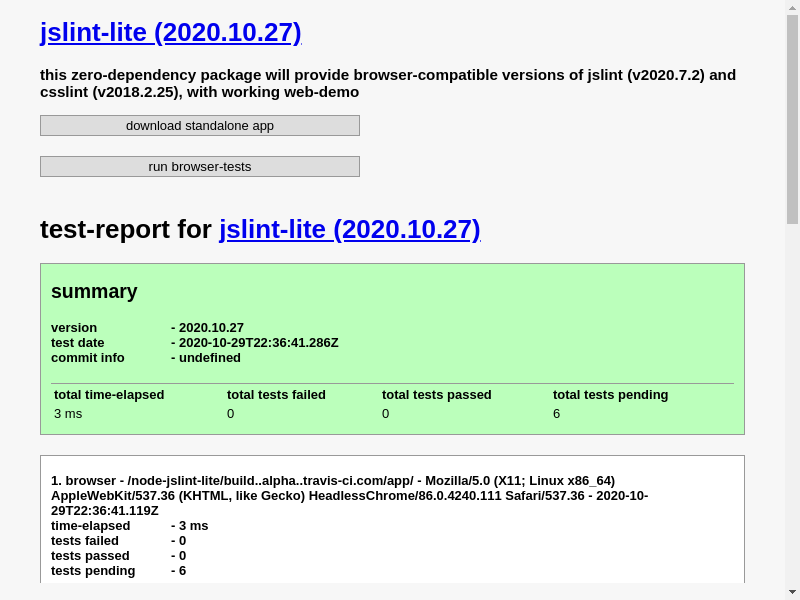 jslint-lite (2020.10.27)
this zero-dependency package will provide browser-compatible versions of jslint (v2020.7.2) and
csslint (v2018.2.25), with working web-demo
download standalone app
run browser-tests
test-report for jslint-lite (2020.10.27)
summary
version - 2020.10.27
test date - 2020-10-29T22:36:41.286Z
commit info - undefined
total time-elapsed total tests failed total tests passed total tests pending
3 ms 0 0 6
1. browser - /node-jslint-lite/build..alpha..travis-ci.com/app/ - Mozilla/5.0 (X11; Linux x86_64)
AppleWebKit/537.36 (KHTML, like Gecko) HeadlessChrome/86.0.4240.111 Safari/537.36 - 2020-10-
29T22:36:41.119Z
time-elapsed - 3 ms
tests failed - 0
tests passed - 0
tests pending - 6